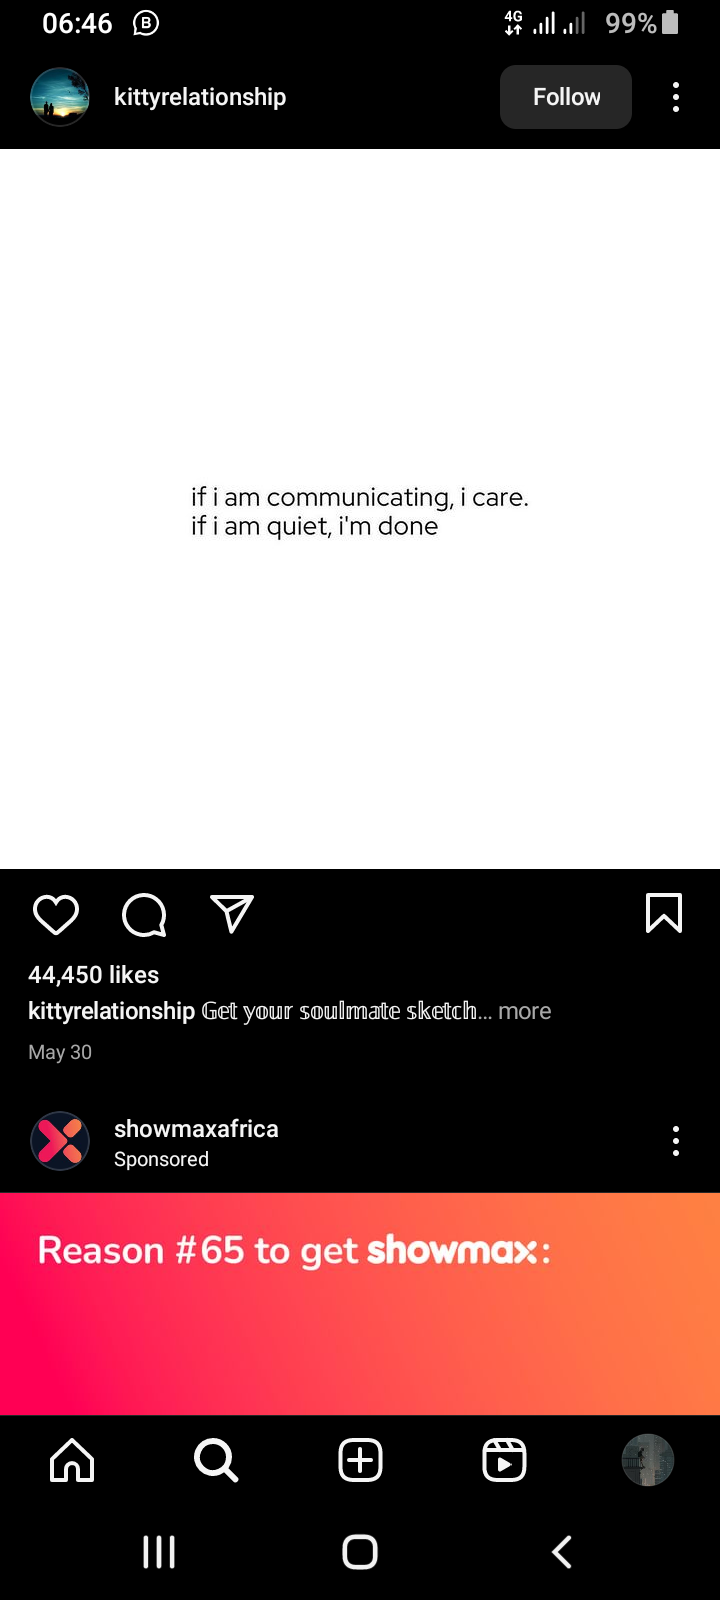 06:46
4G
99%
kittyrelationship
Follow
if i am communicating, i care.
if i am quiet, i'm done
44,450 likes
kittyrelationship 𝔾𝕖𝕥 𝕪𝕠𝕦𝕣 𝕤𝕠𝕦𝕝𝕞𝕒𝕥𝕖 𝕤𝕜𝕖𝕥𝕔𝕙... more
May 30
showmaxafrica
Sponsored
Reason #65 to get showmax: